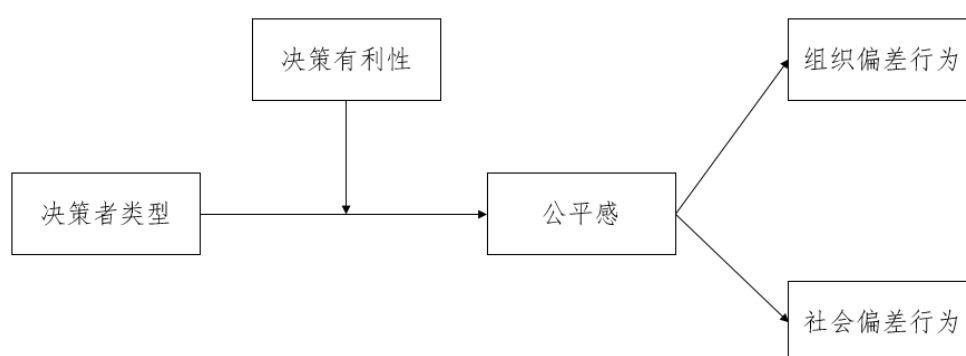 决策有利性
组织偏差行为
决策者类型
公平感
社会偏差行为